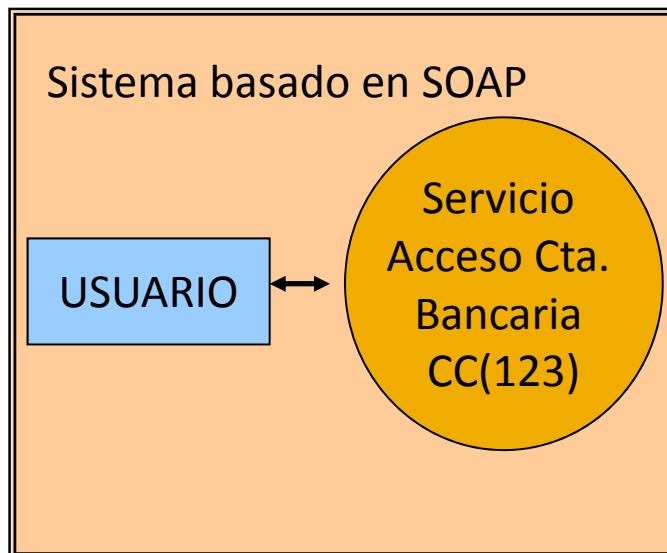 Sistema basado en SOAP
Servicio
Acceso Cta.
Bancaria
CC(123)
USUARIO